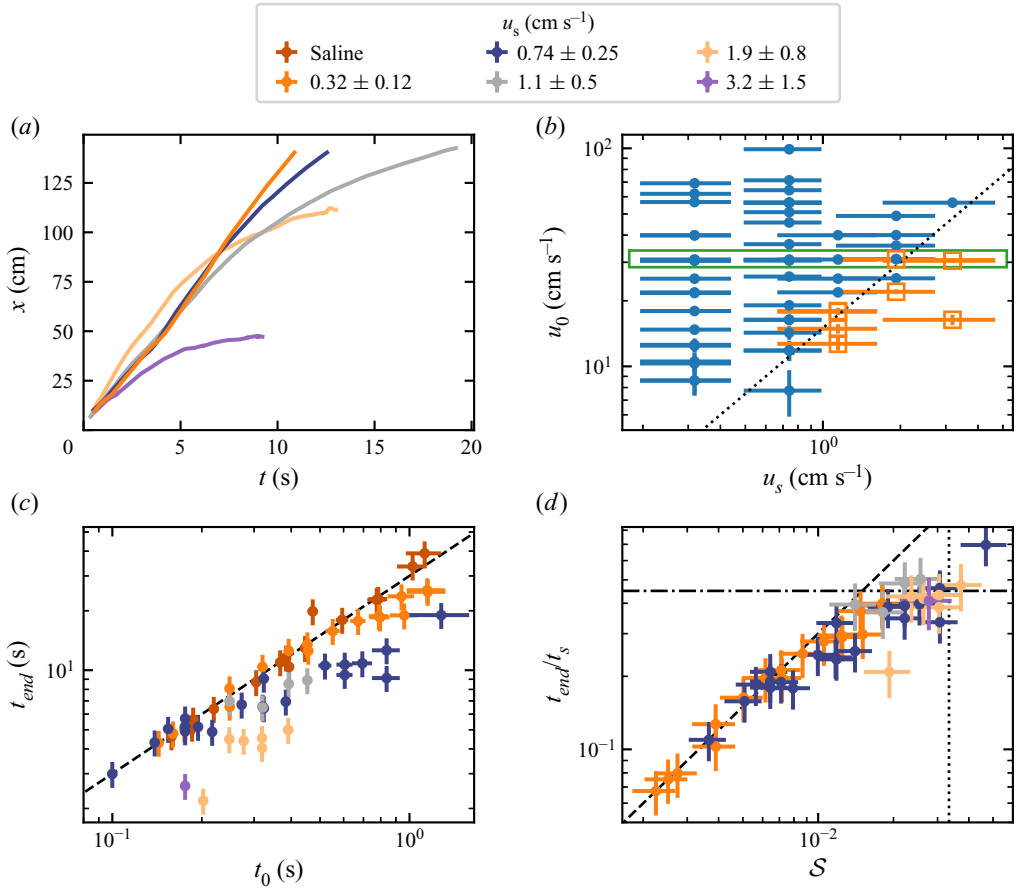 u_s (cm s⁻¹)
Saline
0.74 ± 0.25
1.9 ± 0.8
0.32 ± 0.12
1.1 ± 0.5
3.2 ± 1.5
(a)
(b)
125
100
75
50
25
0
5
10
15
20
x (cm)
t (s)
10²
10¹
10⁰
u₀ (cm s⁻¹)
u_s (cm s⁻¹)
(c)
(d)
10¹
10⁻¹
10⁰
t_end (s)
t₀ (s)
10⁻¹
10⁻²
t_end/t_s
𝒮